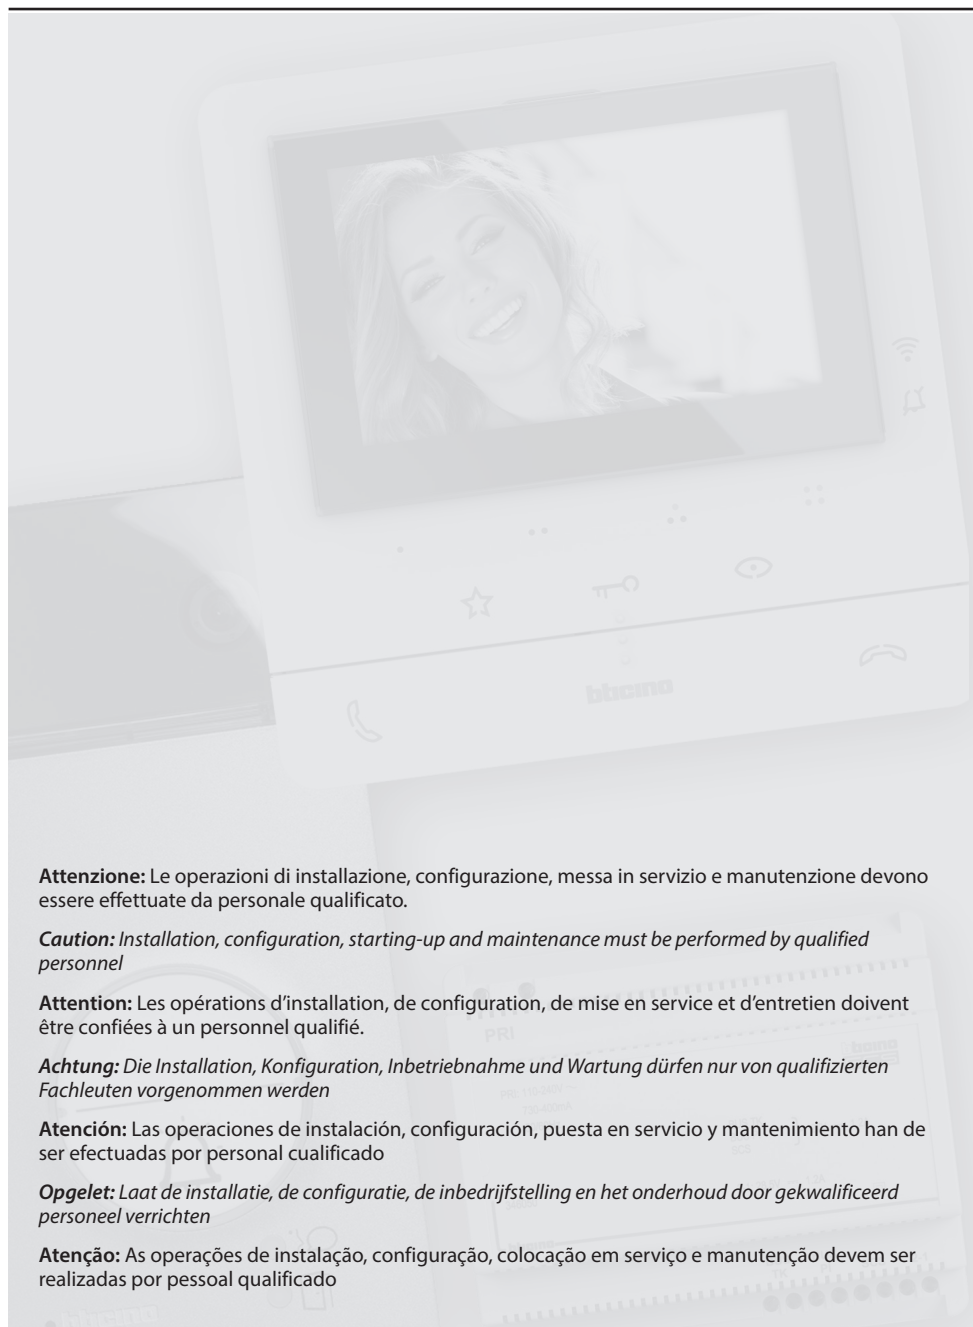 bticino
Attenzione: Le operazioni di installazione, configurazione, messa in servizio e manutenzione devono
essere effettuate da personale qualificato.
Caution: Installation, configuration, starting-up and maintenance must be performed by qualified
personnel
Attention: Les opérations d’installation, de configuration, de mise en service et d’entretien doivent
être confiées à un personnel qualifié.
PRI
Achtung: Die Installation, Konfiguration, Inbetriebnahme und Wartung dürfen nur von qualifizierten
Fachleuten vorgenommen werden
Atención: Las operaciones de instalación, configuración, puesta en servicio y mantenimiento han de
ser efectuadas por personal cualificado
Opgelet: Laat de installatie, de configuratie, de inbedrijfstelling en het onderhoud door gekwalificeerd
personeel verrichten
Atenção: As operações de instalação, configuração, colocação em serviço e manutenção devem ser
realizadas por pessoal qualificado